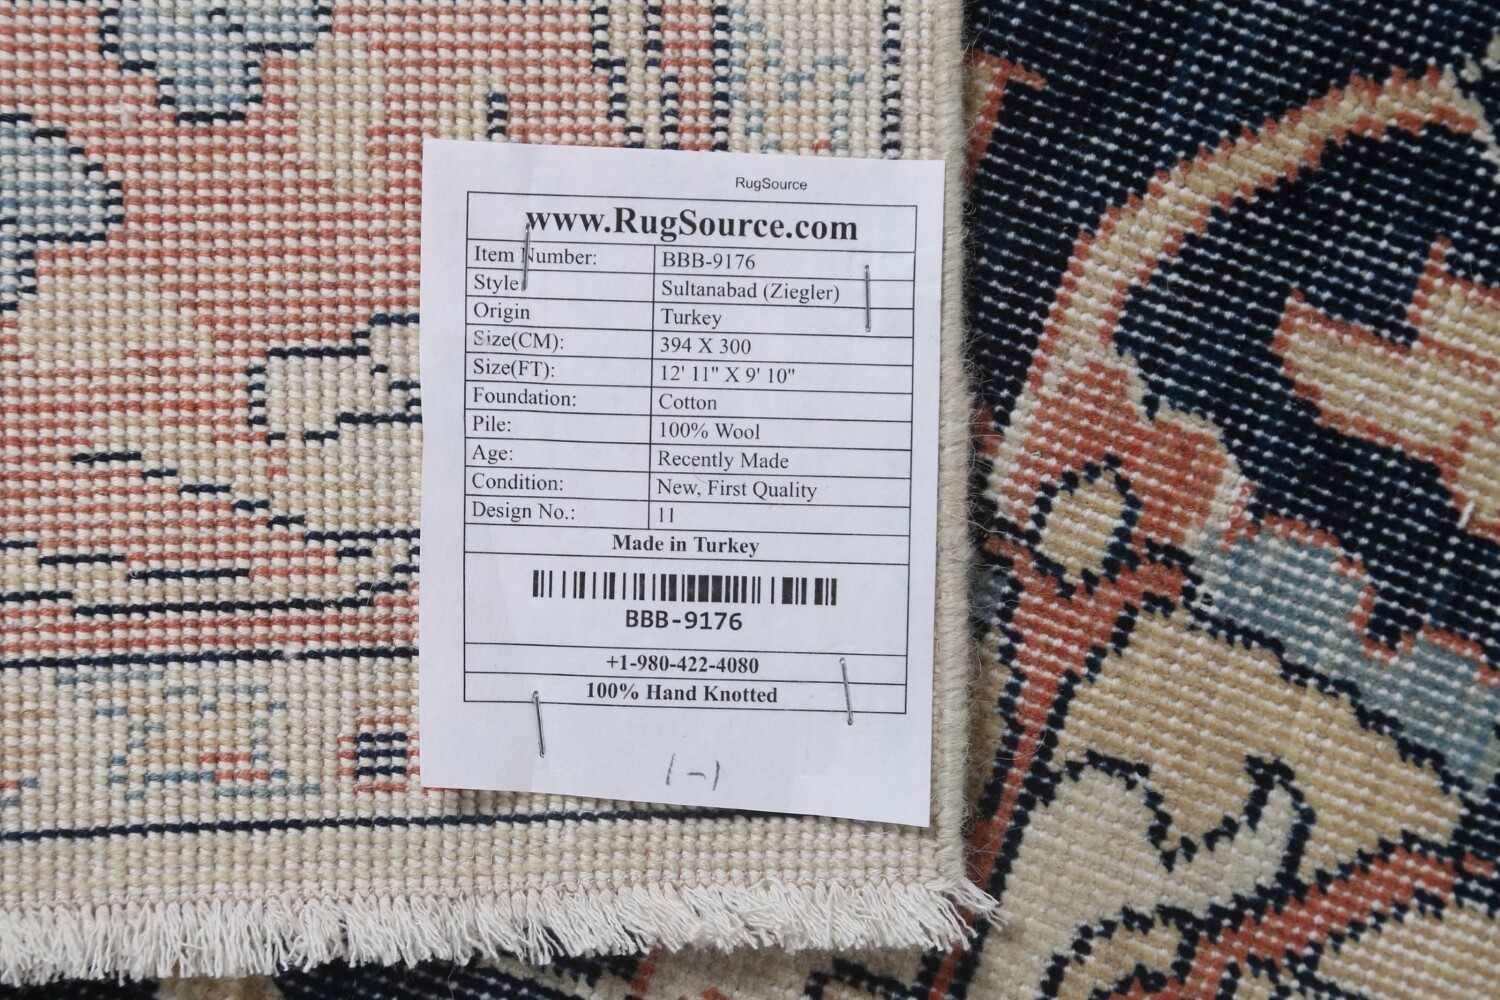 RugSource
www.RugSource.com
Item Number: BBB-9176
Style Sultanabad (Ziegler)
Origin Turkey
Size(CM): 394 X 300
Size(FT): 12' 11" X 9' 10"
Foundation: Cotton
Pile: 100% Wool
Age: Recently Made
Condition: New, First Quality
Design No.: 11
Made in Turkey
BBB-9176
+1-980-422-4080
100% Hand Knotted
1-1